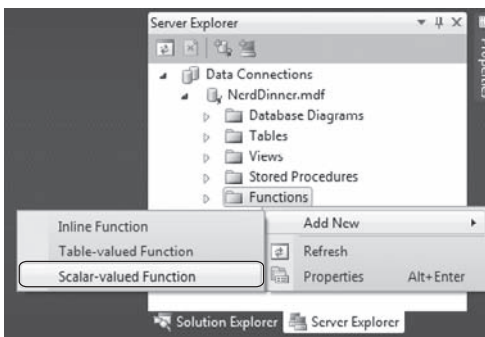 Server Explorer
Data Connections
NerdDinner.mdf
Database Diagrams
Tables
Views
Stored Procedures
Functions
Add New
Refresh
Properties Alt+Enter
Inline Function
Table-valued Function
Scalar-valued Function
Solution Explorer Server Explorer
Properties